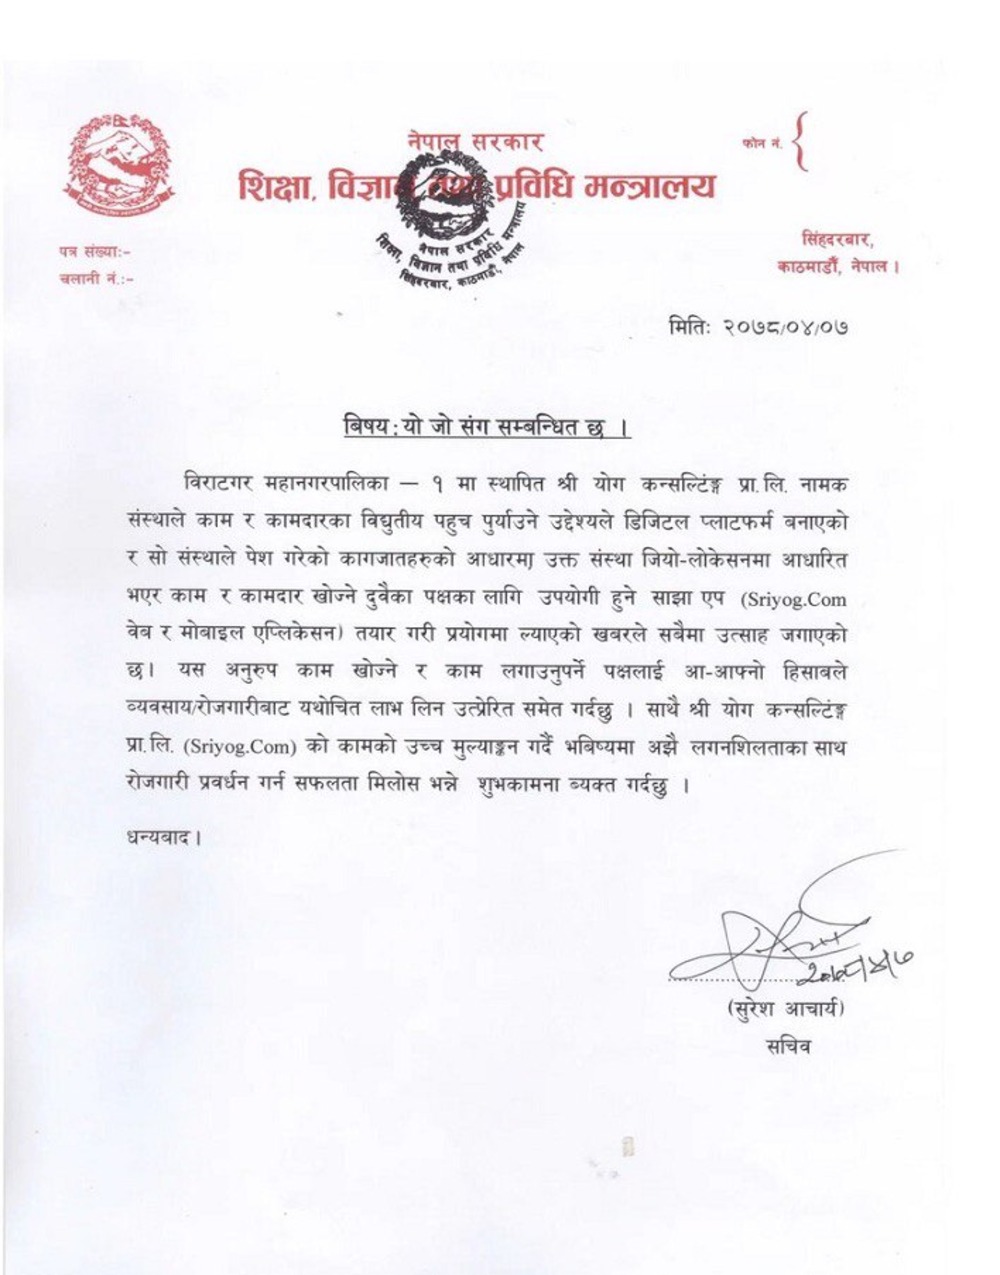 नेपाल सरकार
शिक्षा, विज्ञान तथा प्रविधि मन्त्रालय
फोन नं.
पत्र संख्याः-
चलानी नं.:-
नेपाल सरकार
शिक्षा, विज्ञान तथा प्रविधि मन्त्रालय
सिंहदरबार, काठमाडौं, नेपाल
सिंहदरबार,
काठमाडौँ, नेपाल ।
मितिः २०७८/०४/०७
बिषय: यो जो संग सम्बन्धित छ ।
विराटगर महानगरपालिका – १ मा स्थापित श्री योग कन्सल्टिंङ्ग प्रा.लि. नामक
संस्थाले काम र कामदारका विद्युतीय पहुच पुर्याउने उद्देश्यले डिजिटल प्लाटफर्म बनाएको
र सो संस्थाले पेश गरेको कागजातहरुको आधारमा उक्त संस्था जियो-लोकेसनमा आधारित
भएर काम र कामदार खोज्ने दुवैका पक्षका लागि उपयोगी हुने साझा एप (Sriyog.Com
वेब र मोबाइल एप्लिकेसन) तयार गरी प्रयोगमा ल्याएको खबरले सबैमा उत्साह जगाएको
छ। यस अनुरुप काम खोज्ने र काम लगाउनुपर्ने पक्षलाई आ-आफ्नो हिसाबले
व्यवसाय/रोजगारीबाट यथोचित लाभ लिन उत्प्रेरित समेत गर्दछु । साथै श्री योग कन्सल्टिंङ्ग
प्रा.लि. (Sriyog.Com) को कामको उच्च मुल्याङ्कन गर्दै भबिष्यमा अझै लगनशिलताका साथ
रोजगारी प्रवर्धन गर्न सफलता मिलोस भन्ने शुभकामना ब्यक्त गर्दछु ।
धन्यबाद।
२०७८/४/७
(सुरेश आचार्य)
सचिव